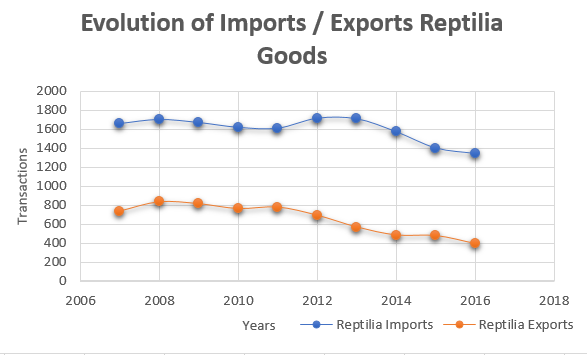 Evolution of Imports / Exports Reptilia
Goods
2000
1800
1600
1400
1200
1000
800
600
400
200
0
Transactions
2006 2008 2010 2012 2014 2016 2018
Years Reptilia Imports Reptilia Exports